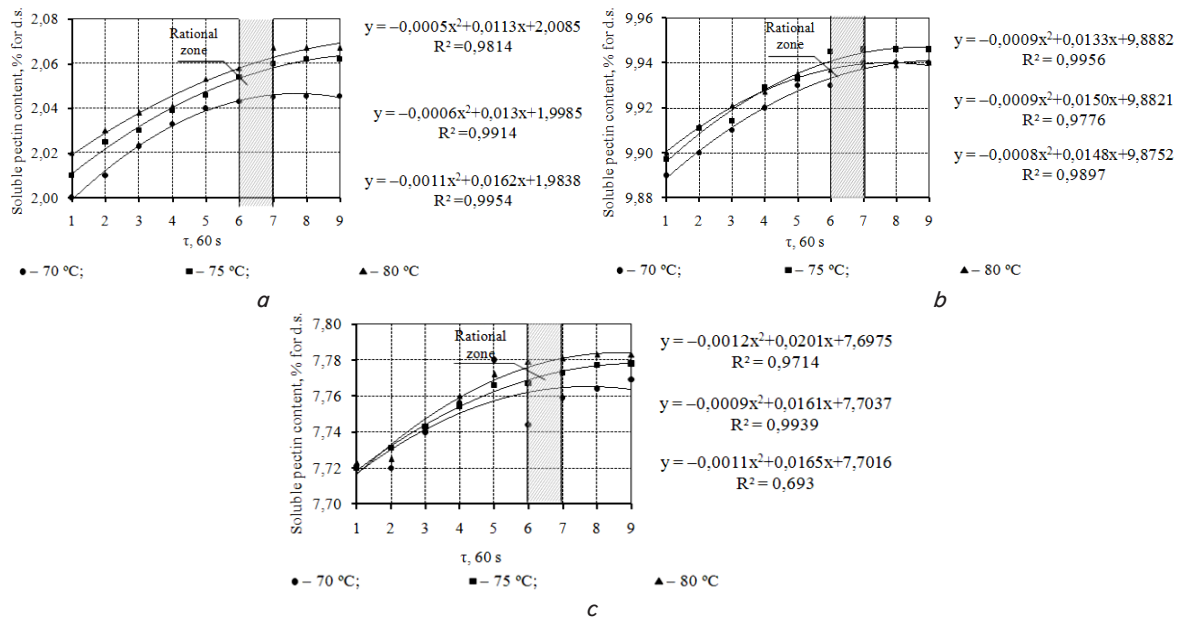 2,08
2,06
2,04
2,02
2,00
Soluble pectin content, % for d.s.
Rational
zone
1 2 3 4 5 6 7 8 9
τ, 60 s
y = –0,0005x²+0,0113x+2,0085
R² = 0,9814
y = –0,0006x²+0,013x+1,9985
R² = 0,9914
y = –0,0011x²+0,0162x+1,9838
R² = 0,9954
– 70 ºC; – 75 ºC; – 80 ºC
a
9,96
9,94
9,92
9,90
9,88
Soluble pectin content, % for d.s.
Rational
zone
1 2 3 4 5 6 7 8 9
τ, 60 s
y = –0,0009x²+0,0133x+9,8882
R² = 0,9956
y = –0,0009x²+0,0150x+9,8821
R² = 0,9776
y = –0,0008x²+0,0148x+9,8752
R² = 0,9897
– 70 ºC; – 75 ºC; – 80 ºC
b
7,80
7,78
7,76
7,74
7,72
7,70
Soluble pectin content, % for d.s.
Rational
zone
1 2 3 4 5 6 7 8 9
τ, 60 s
y = –0,0012x²+0,0201x+7,6975
R² = 0,9714
y = –0,0009x²+0,0161x+7,7037
R² = 0,9939
y = –0,0011x²+0,0165x+7,7016
R² = 0,693
– 70 ºC; – 75 ºC; – 80 ºC
c